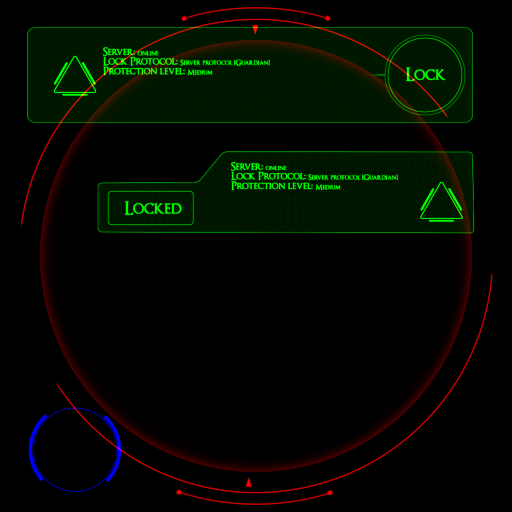 Server: online
Lock Protocol: Server protocol [Guardian]
Protection level: Medium
Lock
Server: online
Lock Protocol: Server protocol [Guardian]
Protection level: Medium
Locked